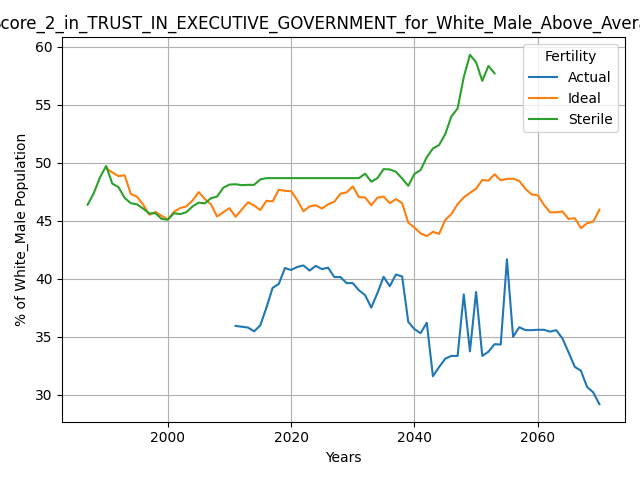 core_2_in_TRUST_IN_EXECUTIVE_GOVERNMENT_for_White_Male_Above_Avera
60
55
50
45
40
35
30
% of White_Male Population
2000
2020
2040
2060
Years
Fertility
Actual
Ideal
Sterile